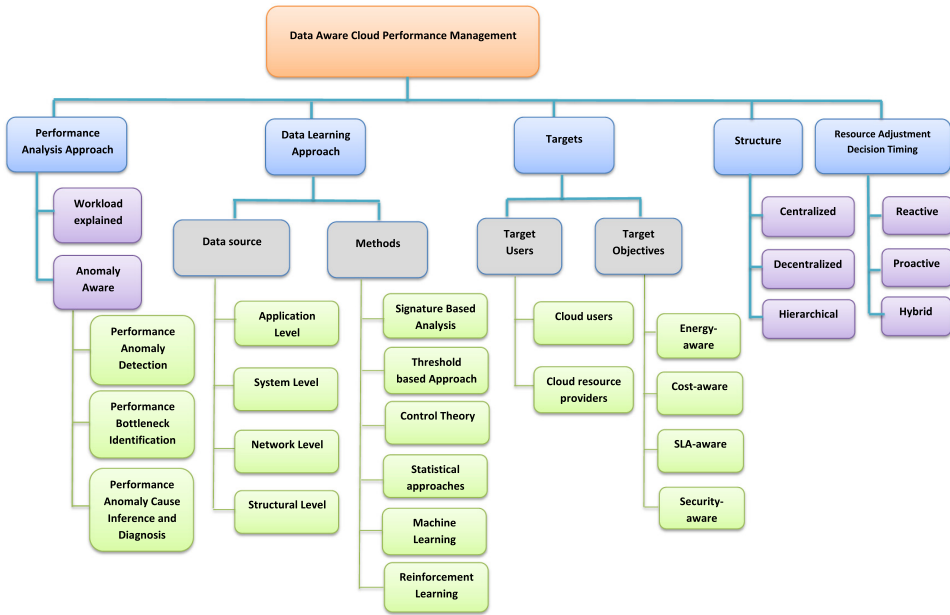 Data Aware Cloud Performance Management
Performance
Analysis Approach
Workload
explained
Anomaly
Aware
Performance
Anomaly
Detection
Performance
Bottleneck
Identification
Performance
Anomaly Cause
Inference and
Diagnosis
Data Learning
Approach
Data source
Application
Level
System Level
Network
Level
Structural Level
Methods
Signature Based
Analysis
Threshold
based Approach
Control Theory
Statistical
approaches
Machine
Learning
Reinforcement
Learning
Targets
Target
Users
Cloud users
Cloud resource
providers
Target
Objectives
Energy-
aware
Cost-aware
SLA-aware
Security-
aware
Structure
Centralized
Decentralized
Hierarchical
Resource Adjustment
Decision Timing
Reactive
Proactive
Hybrid